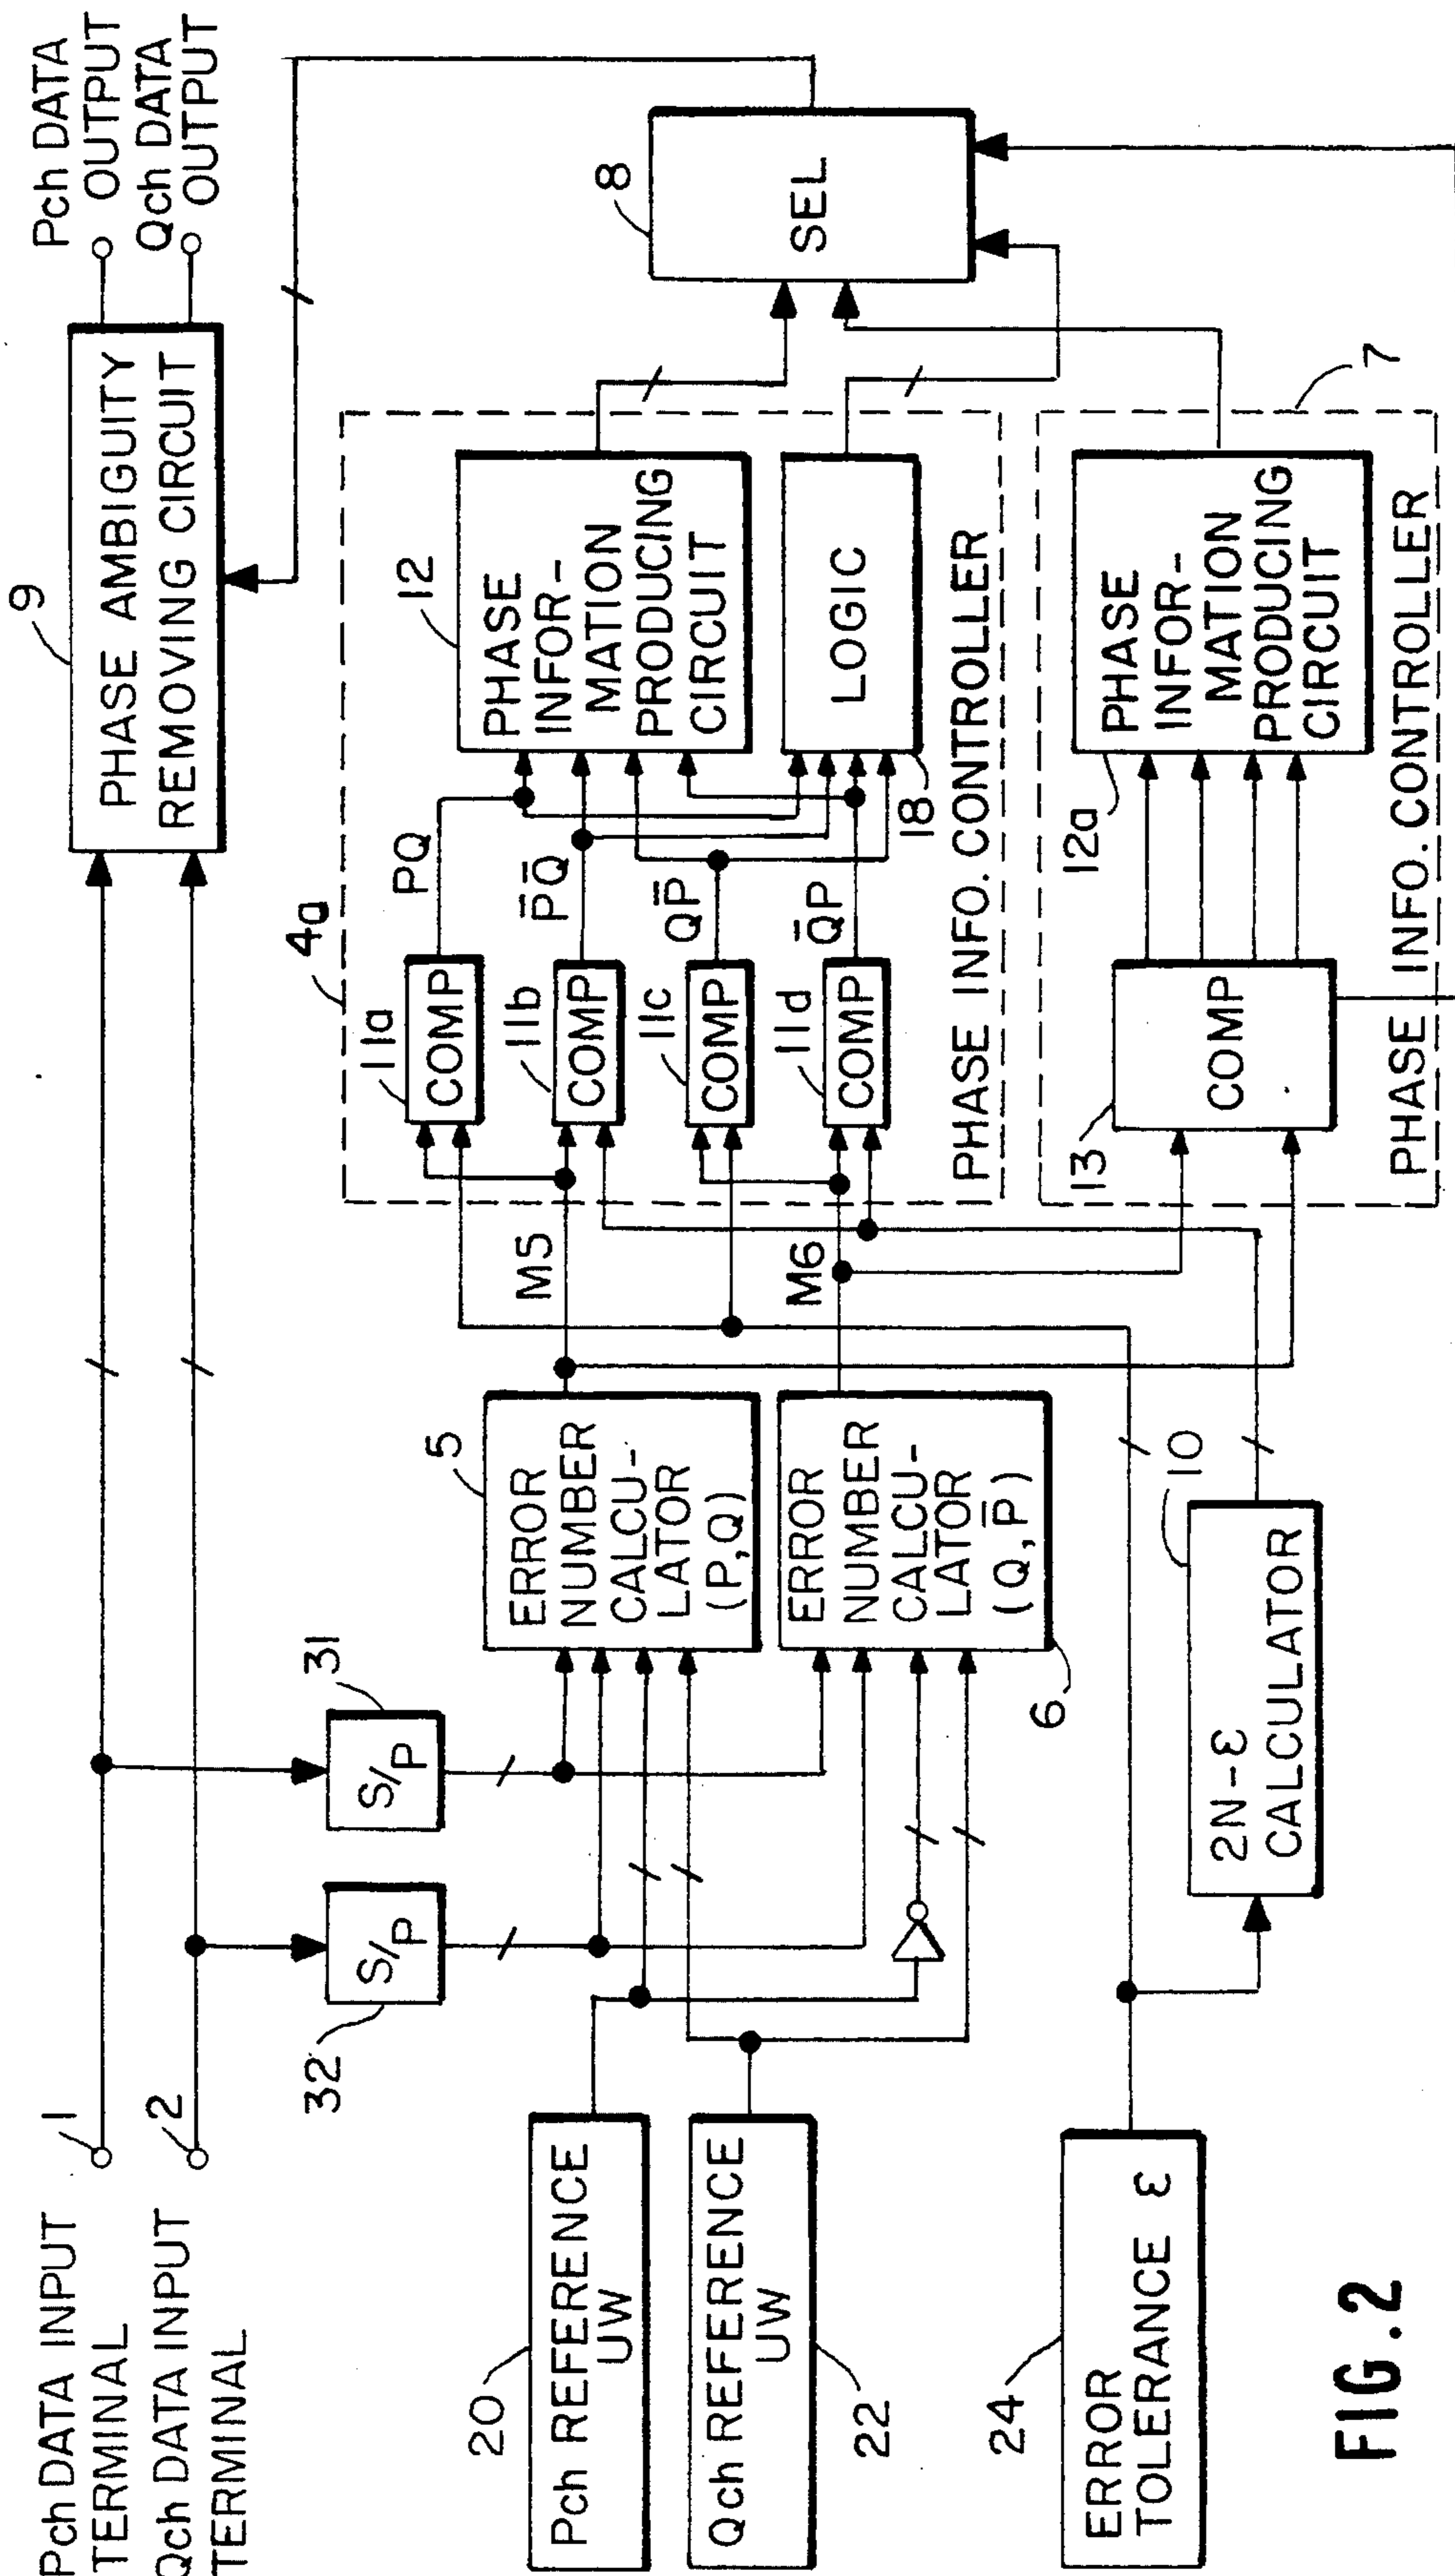 Pch DATA INPUT
TERMINAL
1
Qch DATA INPUT
TERMINAL
2
9
PHASE AMBIGUITY
REMOVING CIRCUIT
Pch DATA
OUTPUT
Qch DATA
OUTPUT
32
S/P
31
S/P
20
Pch REFERENCE
UW
Qch REFERENCE
UW
22
24
ERROR
TOLERANCE ε
5
ERROR
NUMBER
CALCU-
LATOR
(P,Q)
ERROR
NUMBER
CALCU-
LATOR
(Q,P̅)
6
10
2N-ε
CALCULATOR
M5
M6
4a
11a
COMP
11b
COMP
11c
COMP
11d
COMP
PQ
P̅Q̅
QP̅
Q̅P
12
PHASE
INFOR-
MATION
PRODUCING
CIRCUIT
LOGIC
18
PHASE INFO. CONTROLLER
8
SEL
7
13
COMP
12a
PHASE
INFOR-
MATION
PRODUCING
CIRCUIT
PHASE INFO. CONTROLLER
FIG.2